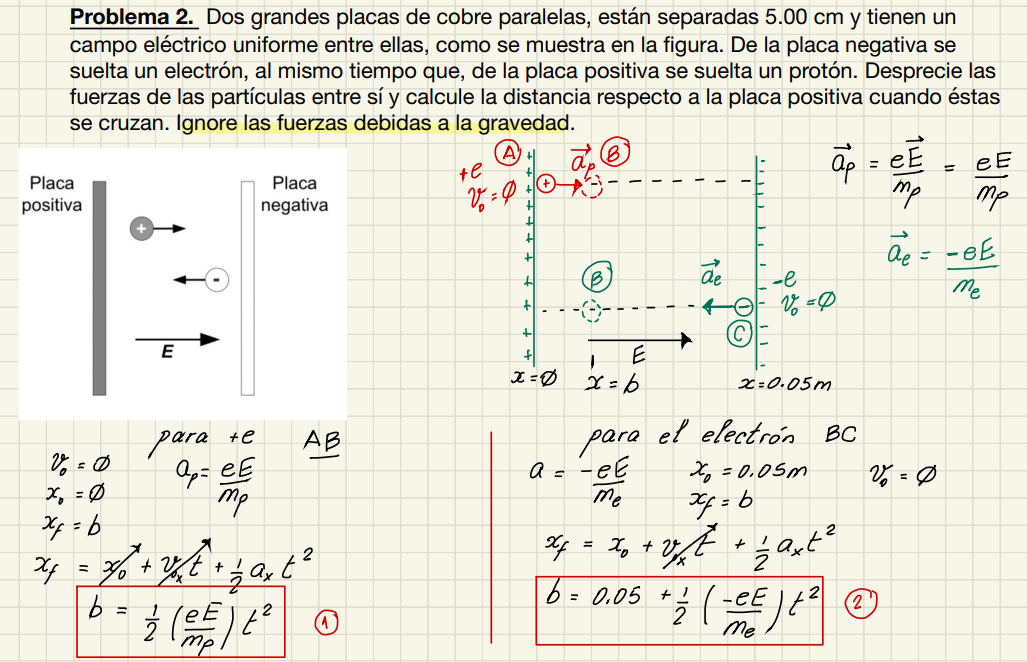 Problema 2. Dos grandes placas de cobre paralelas, están separadas 5.00 cm y tienen un
campo eléctrico uniforme entre ellas, como se muestra en la figura. De la placa negativa se
suelta un electrón, al mismo tiempo que, de la placa positiva se suelta un protón. Desprecie las
fuerzas de las partículas entre sí y calcule la distancia respecto a la placa positiva cuando éstas
se cruzan. Ignore las fuerzas debidas a la gravedad.
Placa
positiva
Placa
negativa
+
-
E
+e
v₀ = Ø
A
a⃗p
B
B
a⃗e
-e
v₀ = Ø
C
E
x = Ø
x = b
x = 0.05m
a⃗p = eE⃗/mp = eE/mp
a⃗e = -eE/me
para +e AB
v₀ = Ø
x₀ = Ø
xf = b
ap = eE/mp
xf = x₀ + v₀ₓt + 1/2 aₓt²
b = 1/2 (eE/mp) t² 1
para el electrón BC
a = -eE/me x₀ = 0.05m v₀ = Ø
xf = b
xf = x₀ + v₀ₓt + 1/2 aₓt²
b = 0.05 + 1/2 (-eE/me) t² 2